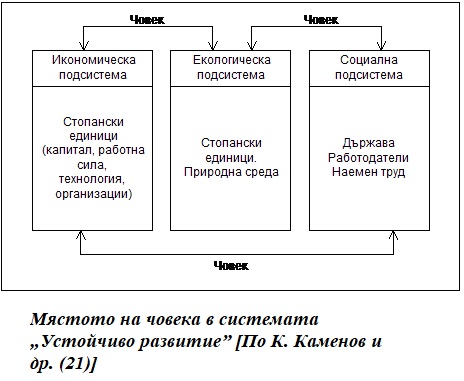 Човек
Човек
Икономическа
подсистема
Стопански
единици
(капитал, работна
сила,
технология,
организации)
Екологическа
подсистема
Стопански
единици.
Природна среда
Социална
подсистема
Държава
Работодатели
Наемен труд
Човек
Мястото на човека в системата
„Устойчиво развитие” [По К. Каменов и
др. (21)]